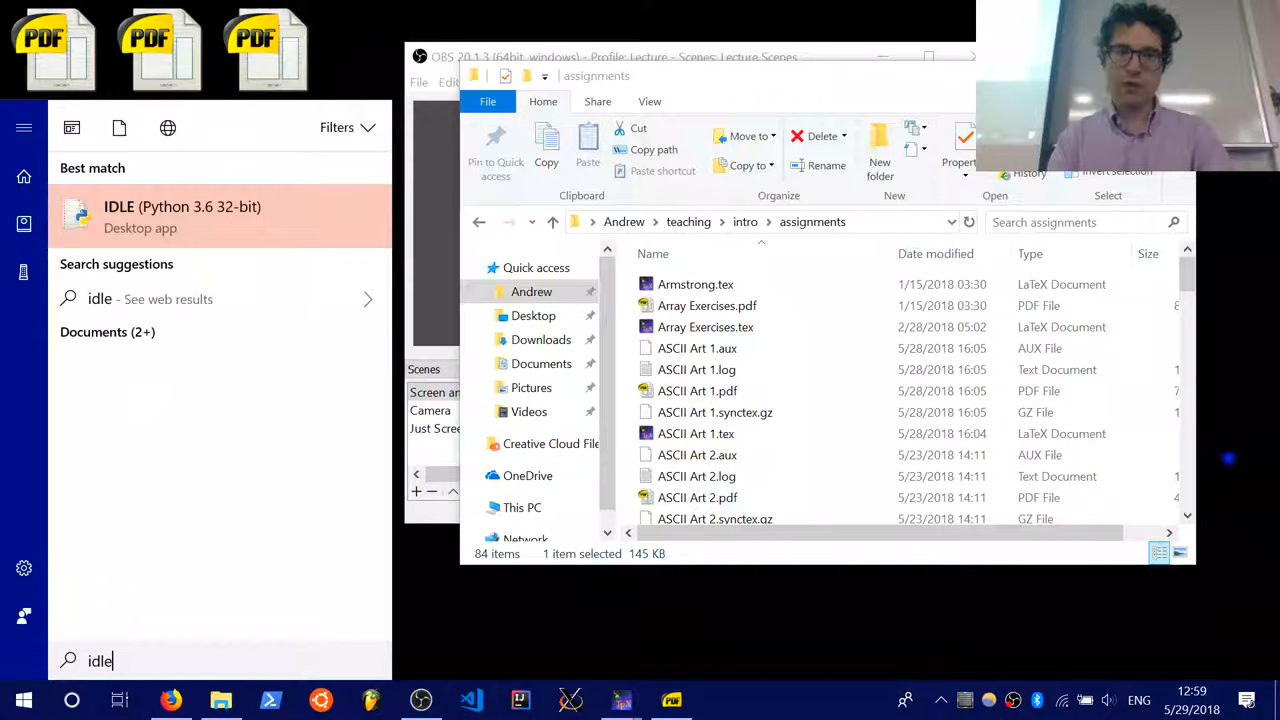 PDF
PDF
PDF
OBS 20.1.3 (64bit, windows) - Profile: Lecture - Scenes: Lecture Scenes
File
assignments
File
Home
Share
View
Pin to Quick
access
Copy
Paste
Cut
Copy path
Paste shortcut
Move to
Copy to
Delete
Rename
New
folder
History
Clipboard
Organize
New
Open
Select
Andrew
teaching
intro
assignments
Search assignments
Quick access
Andrew
Desktop
Downloads
Documents
Pictures
Videos
Creative Cloud File
OneDrive
This PC
Network
Name
Date modified
Type
Size
Armstrong.tex 1/15/2018 03:30 LaTeX Document
Array Exercises.pdf 1/15/2018 03:30 PDF File
Array Exercises.tex 2/28/2018 05:02 LaTeX Document
ASCII Art 1.aux 5/28/2018 16:05 AUX File
ASCII Art 1.log 5/28/2018 16:05 Text Document
ASCII Art 1.pdf 5/28/2018 16:05 PDF File
ASCII Art 1.synctex.gz 5/28/2018 16:05 GZ File
ASCII Art 1.tex 5/28/2018 16:04 LaTeX Document
ASCII Art 2.aux 5/23/2018 14:11 AUX File
ASCII Art 2.log 5/23/2018 14:11 Text Document
ASCII Art 2.pdf 5/23/2018 14:11 PDF File
ASCII Art 2.synctex.gz 5/23/2018 14:11 GZ File
84 items
1 item selected 145 KB
Scenes
Screen an
Camera
Just Scree
Filters
Best match
IDLE (Python 3.6 32-bit)
Desktop app
Search suggestions
idle - See web results
Documents (2+)
idle
ENG
12:59
5/29/2018